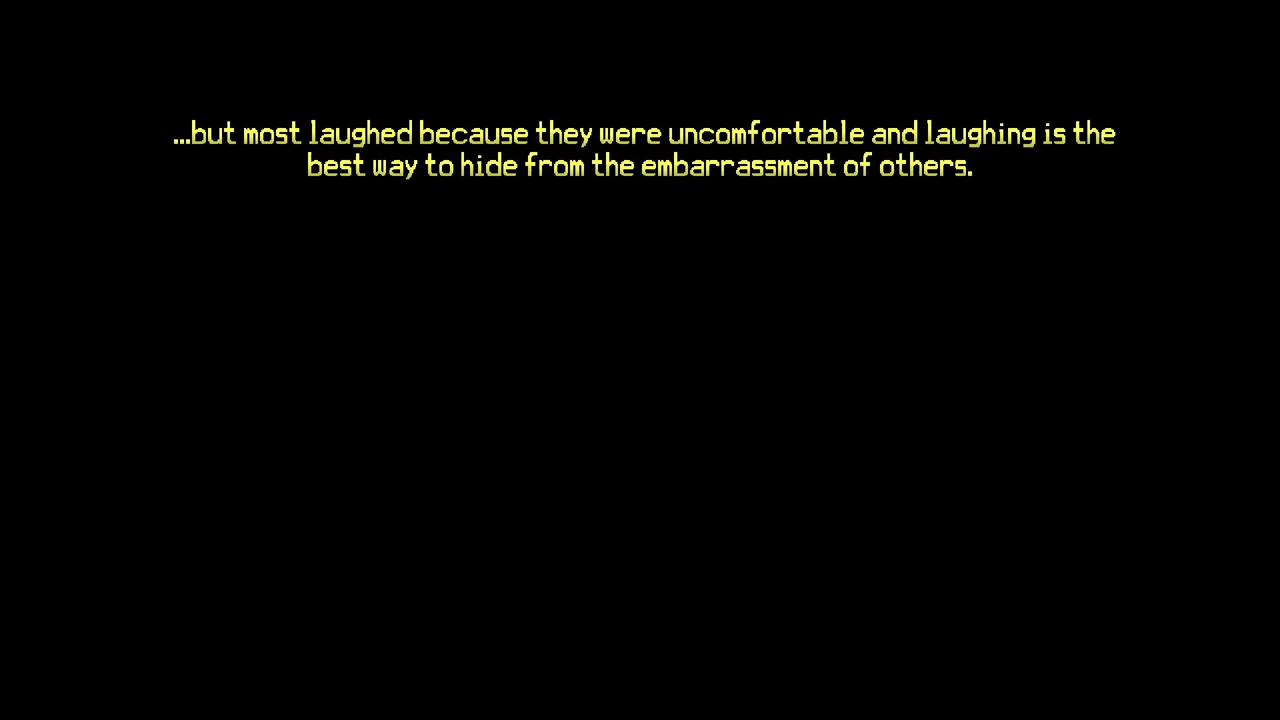 ...but most laughed because they were uncomfortable and laughing is the
best way to hide from the embarrassment of others.